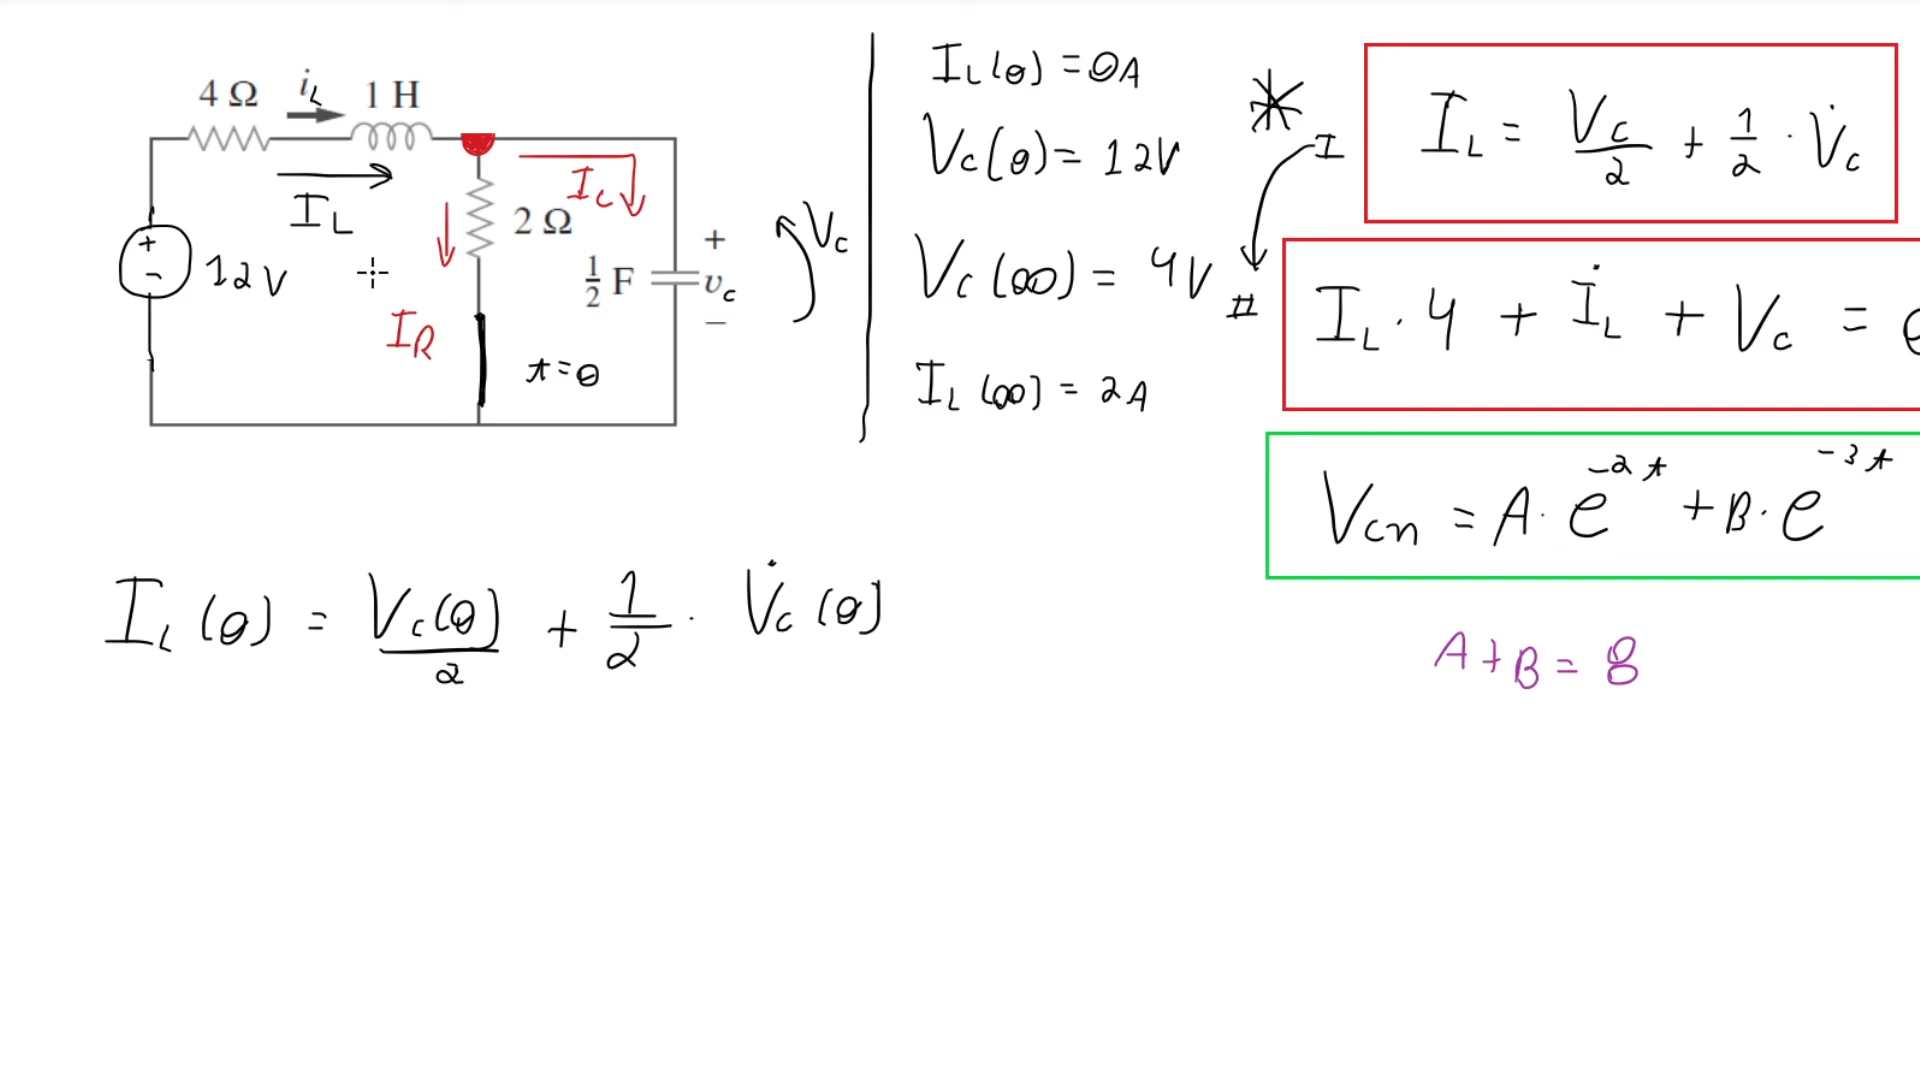 4 Ω  i_L  1 H
I_L
12 V
+
-
2 Ω
I_C
I_R
1/2 F
+
v_c
−
V_c
t=0
I_L(0) = 0A
V_c(0) = 12V
V_c(∞) = 4V
I_L(∞) = 2A
* I
I_L = V_c/2 + 1/2 · V̇_c
II
I_L · 4 + İ_L + V_c =
V_cn = A · e^-2t + B · e^-3t
A+B = 8
I_L(0) = V_c(0)/2 + 1/2 · V̇_c(0)